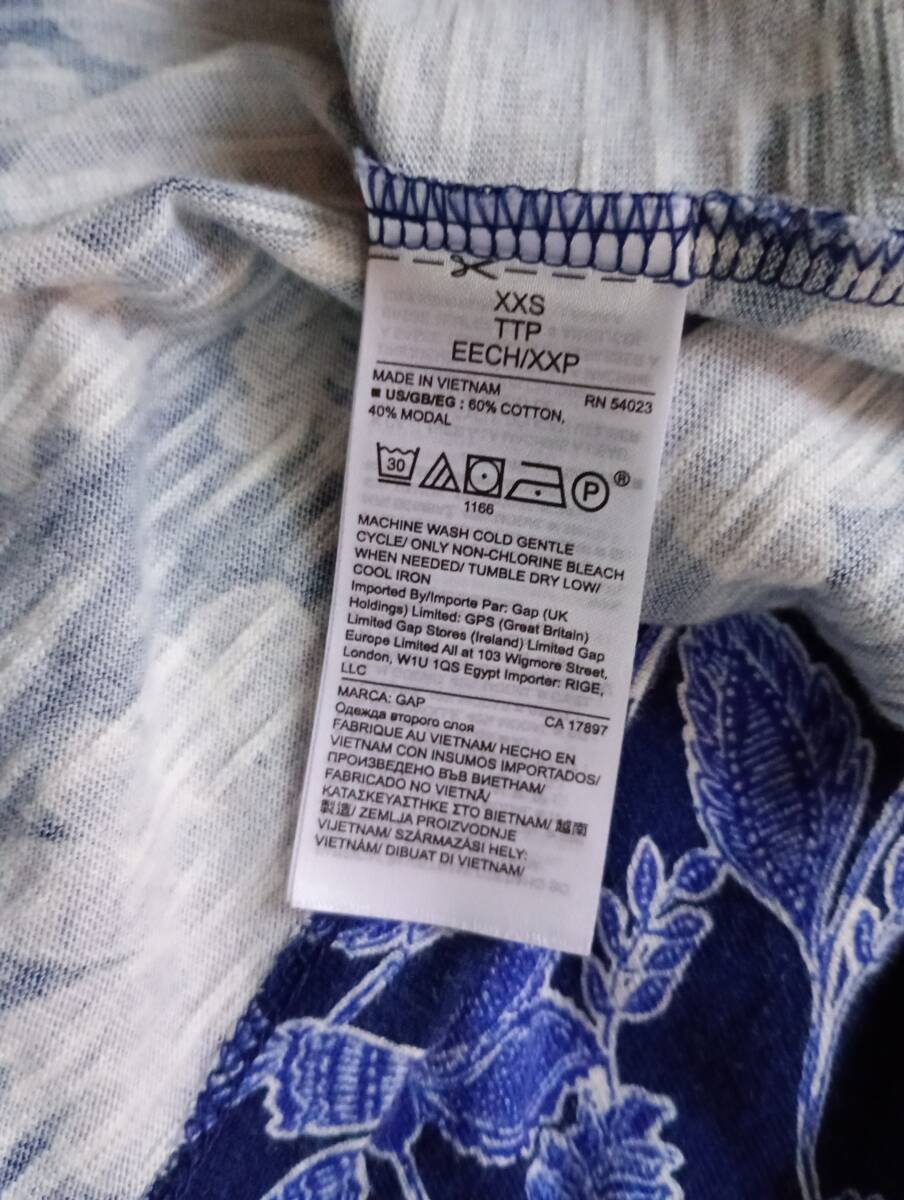 XXS
TTP
EECH/XXP
MADE IN VIETNAM RN 54023
■ US/GB/EG : 60% COTTON,
40% MODAL
30 P ®
1166
MACHINE WASH COLD GENTLE
CYCLE/ ONLY NON-CHLORINE BLEACH
WHEN NEEDED/ TUMBLE DRY LOW/
COOL IRON
Imported By/Importe Par: Gap (UK
Holdings) Limited: GPS (Great Britain)
Limited Gap Stores (Ireland) Limited Gap
Europe Limited All at 103 Wigmore Street,
London, W1U 1QS Egypt Importer: RIGE,
LLC
MARCA: GAP CA 17897
Одежда второго слоя
FABRIQUE AU VIETNAM/ HECHO EN
VIETNAM CON INSUMOS IMPORTADOS/
ПРОИЗВЕДЕНО ВЪВ ВИЕТНАМ/
FABRICADO NO VIETNÃ/
ΚΑΤΑΣΚΕΥΑΣΤΗΚΕ ΣΤΟ ΒΙΕΤΝΑΜ/ 越南
製造/ ZEMLJA PROIZVODNJE
VIJETNAM/ SZÁRMAZÁSI HELY:
VIETNÁM/ DIBUAT DI VIETNAM/